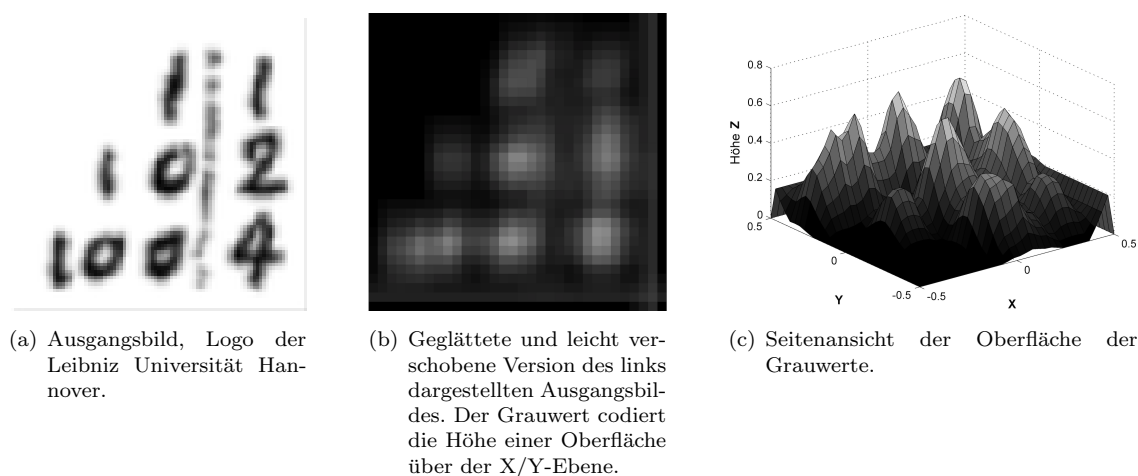 1 1
1 0 2
1 0 0 4
0.8
0.6
0.4
0.2
0
0.5
0
-0.5
-0.5
0
0.5
Höhe Z
Y
X
(a) Ausgangsbild, Logo der
Leibniz Universität Han-
nover.
(b) Geglättete und leicht ver-
schobene Version des links
dargestellten Ausgangsbil-
des. Der Grauwert codiert
die Höhe einer Oberfläche
über der X/Y-Ebene.
(c) Seitenansicht der Oberfläche der
Grauwerte.